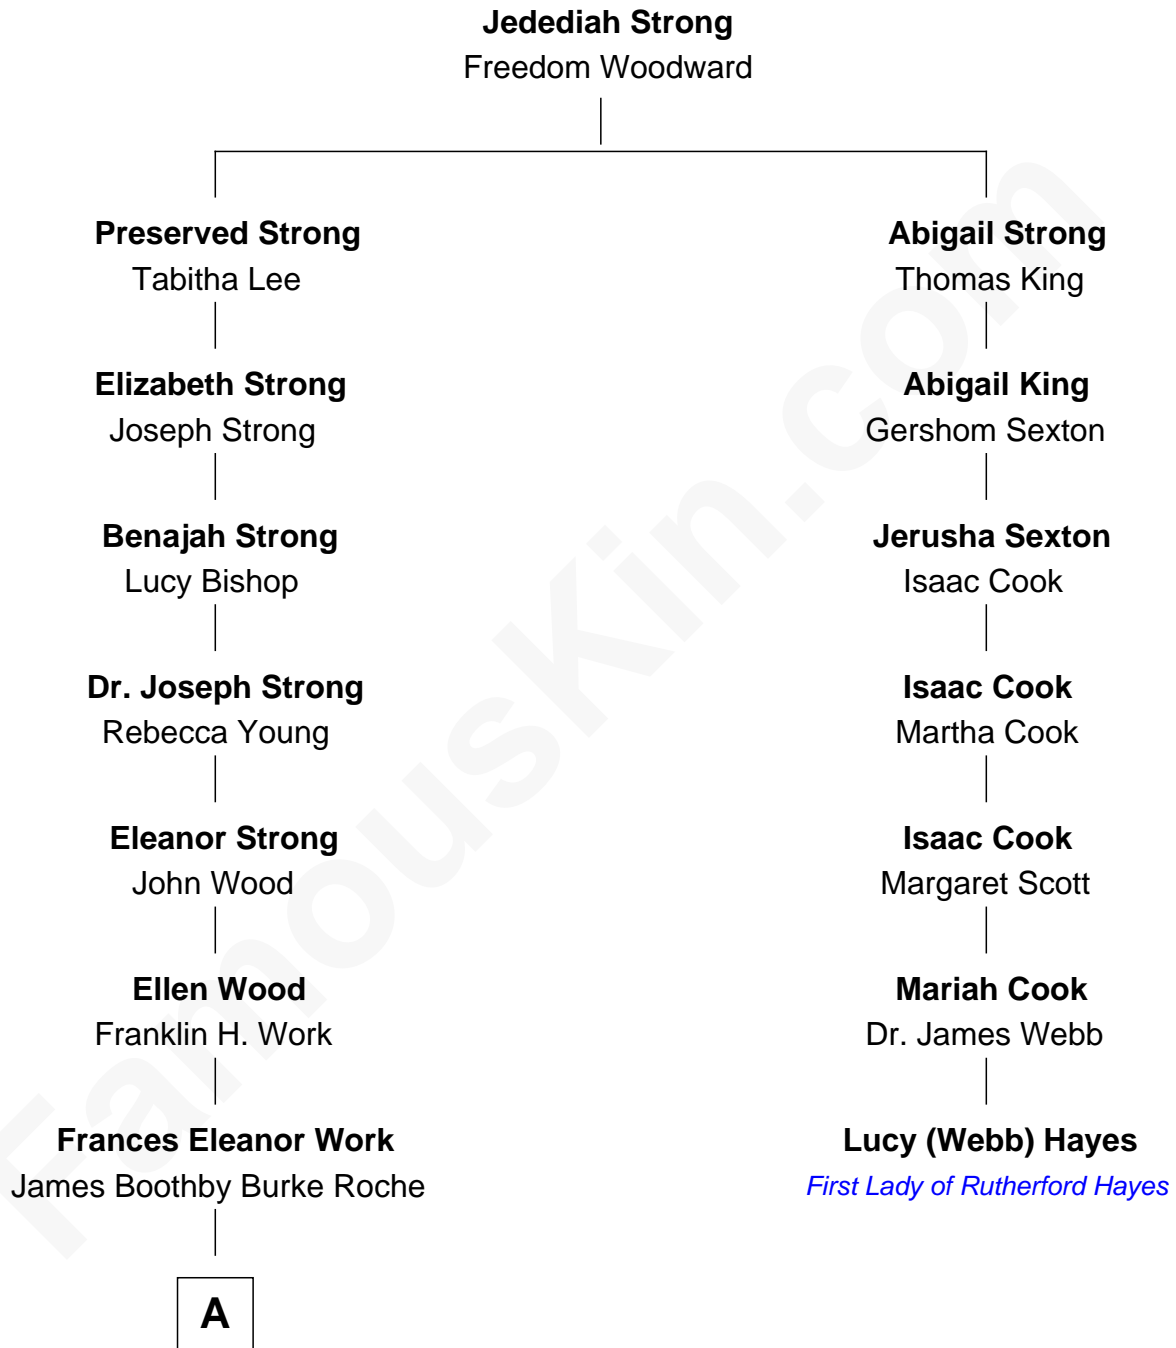 Jedediah Strong
Freedom Woodward
Preserved Strong
Tabitha Lee
Abigail Strong
Thomas King
Elizabeth Strong
Joseph Strong
Abigail King
Gershom Sexton
Benajah Strong
Lucy Bishop
Jerusha Sexton
Isaac Cook
Dr. Joseph Strong
Rebecca Young
Isaac Cook
Martha Cook
Eleanor Strong
John Wood
Isaac Cook
Margaret Scott
Ellen Wood
Franklin H. Work
Mariah Cook
Dr. James Webb
Frances Eleanor Work
James Boothby Burke Roche
Lucy (Webb) Hayes
First Lady of Rutherford Hayes
A
FamousKin.com